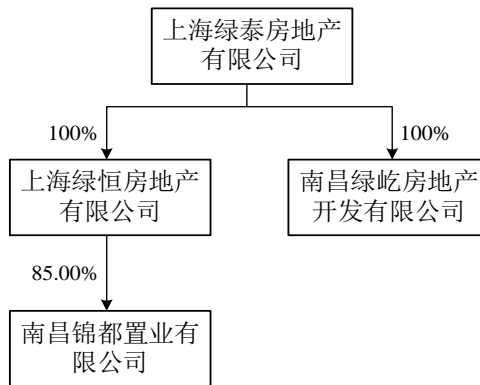 上海绿泰房地产
有限公司
100%
100%
上海绿恒房地产
有限公司
南昌绿屹房地产
开发有限公司
85.00%
南昌锦都置业有
限公司